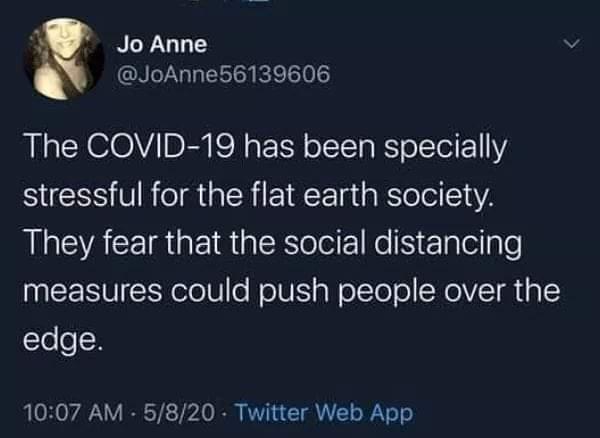 Jo Anne
@JoAnne56139606
The COVID-19 has been specially
stressful for the flat earth society.
They fear that the social distancing
measures could push people over the
edge.
10:07 AM · 5/8/20 · Twitter Web App